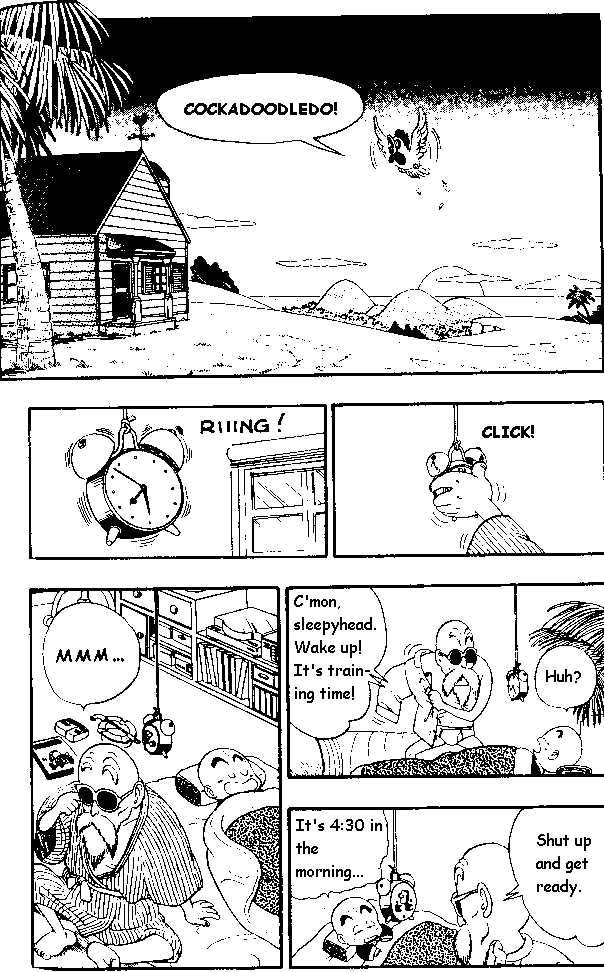 COCKADOODLEDO!
RIIING!
CLICK!
MMM...
C'mon,
sleepyhead.
Wake up!
It's train-
ing time!
Huh?
It's 4:30 in
the
morning...
Shut up
and get
ready.